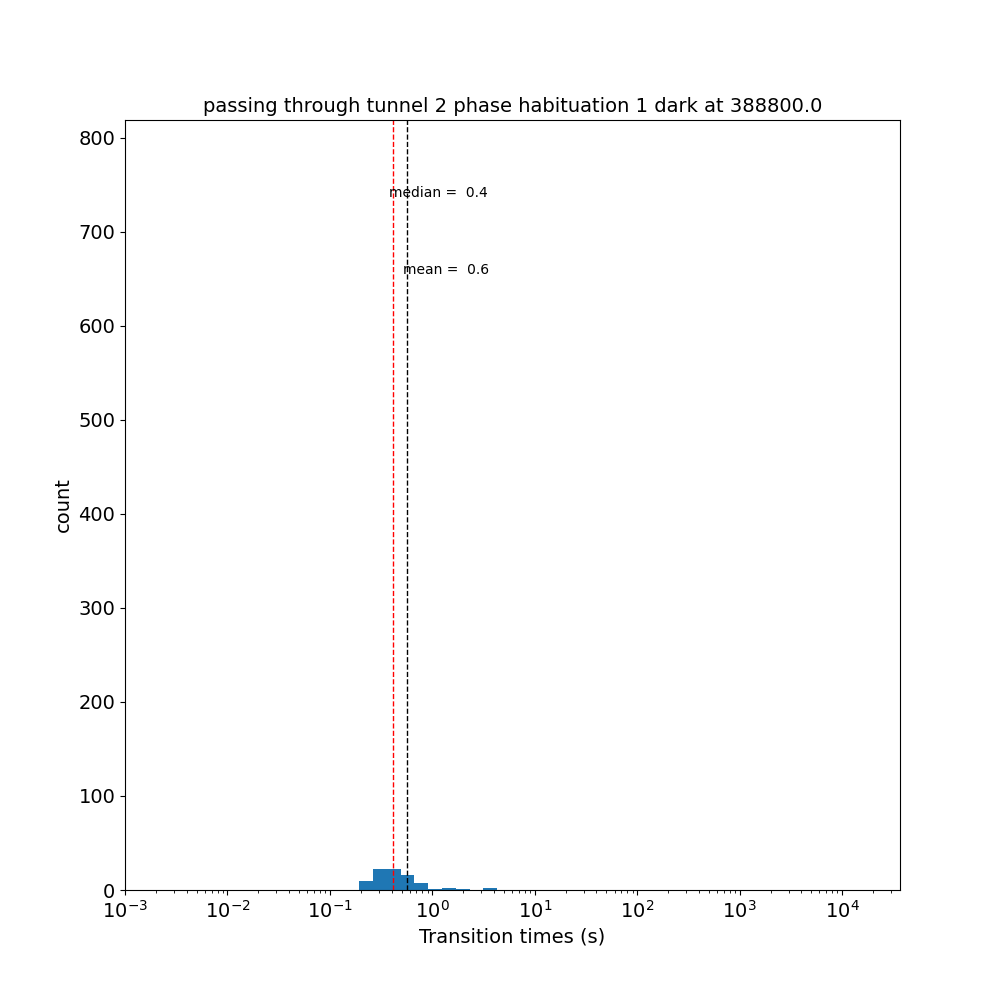 passing through tunnel 2 phase habituation 1 dark at 388800.0
800
700
600
500
400
300
200
100
0
count
median =  0.4
mean =  0.6
10⁻³ 10⁻² 10⁻¹ 10⁰ 10¹ 10² 10³ 10⁴
Transition times (s)